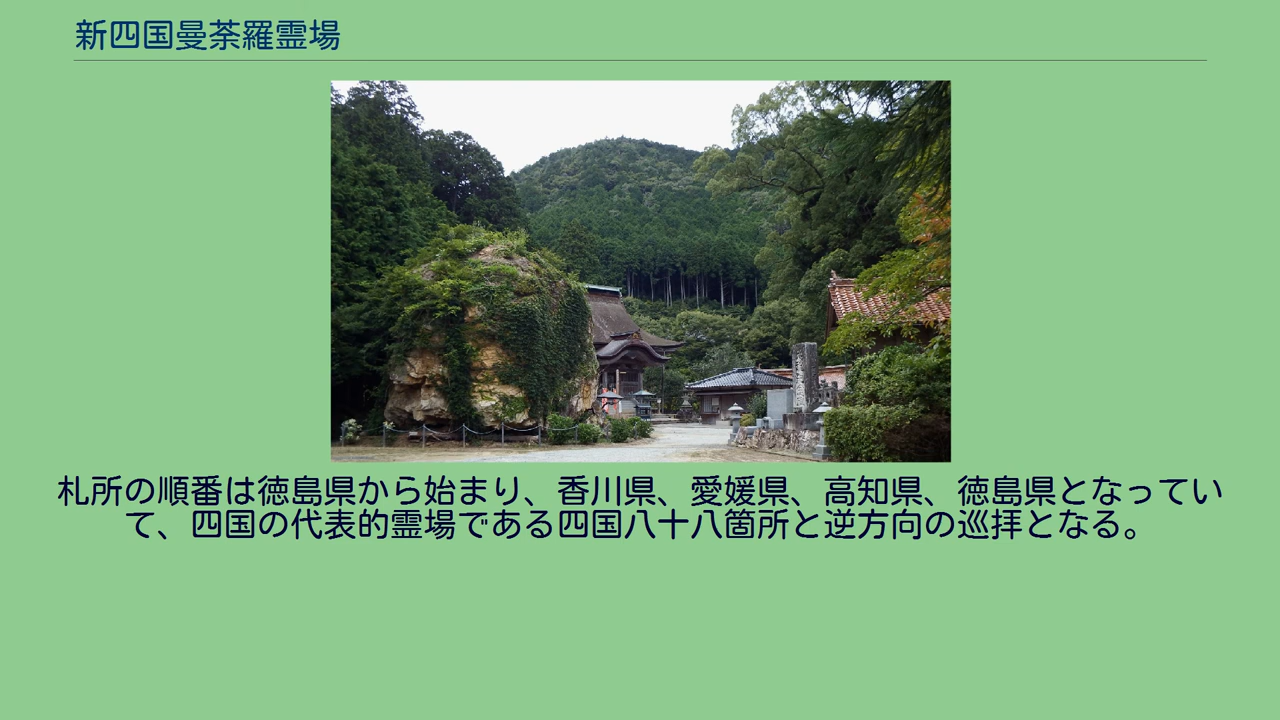 新四国曼荼羅霊場
札所の順番は徳島県から始まり、香川県、愛媛県、高知県、徳島県となってい
て、四国の代表的霊場である四国八十八箇所と逆方向の巡拝となる。